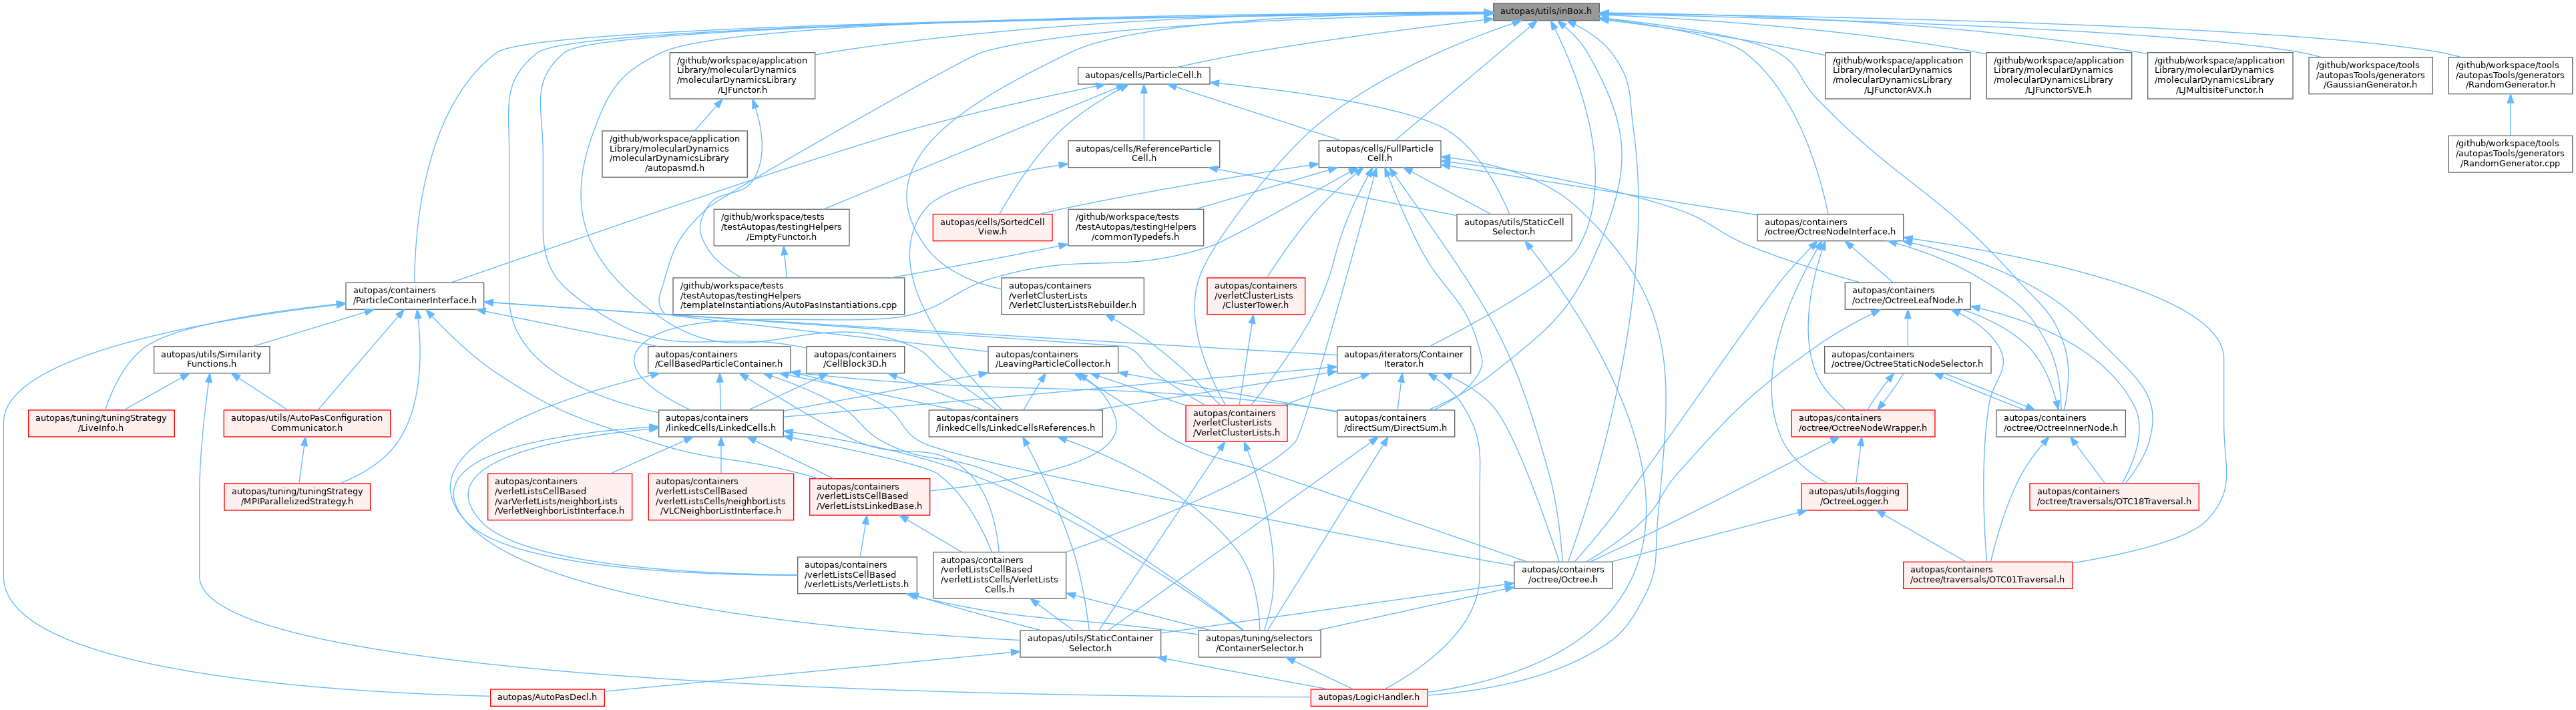 autopas/utils/inBox.h
/github/workspace/application
Library/molecularDynamics
/molecularDynamicsLibrary
/LJFunctor.h
autopas/cells/ParticleCell.h
/github/workspace/application
Library/molecularDynamics
/molecularDynamicsLibrary
/LJFunctorAVX.h
/github/workspace/application
Library/molecularDynamics
/molecularDynamicsLibrary
/LJFunctorSVE.h
/github/workspace/application
Library/molecularDynamics
/molecularDynamicsLibrary
/LJMultisiteFunctor.h
/github/workspace/tools
/autopasTools/generators
/GaussianGenerator.h
/github/workspace/tools
/autopasTools/generators
/RandomGenerator.h
/github/workspace/application
Library/molecularDynamics
/molecularDynamicsLibrary
/autopasmd.h
autopas/cells/ReferenceParticle
Cell.h
autopas/cells/FullParticle
Cell.h
/github/workspace/tools
/autopasTools/generators
/RandomGenerator.cpp
/github/workspace/tests
/testAutopas/testingHelpers
/EmptyFunctor.h
autopas/cells/SortedCell
View.h
/github/workspace/tests
/testAutopas/testingHelpers
/commonTypedefs.h
autopas/utils/StaticCell
Selector.h
autopas/containers
/octree/OctreeNodeInterface.h
autopas/containers
/ParticleContainerInterface.h
/github/workspace/tests
/testAutopas/testingHelpers
/templateInstantiations/AutoPasInstantiations.cpp
autopas/containers
/verletClusterLists
/VerletClusterListsRebuilder.h
autopas/containers
/verletClusterLists
/ClusterTower.h
autopas/containers
/octree/OctreeLeafNode.h
autopas/utils/Similarity
Functions.h
autopas/containers
/CellBasedParticleContainer.h
autopas/containers
/CellBlock3D.h
autopas/containers
/LeavingParticleCollector.h
autopas/iterators/Container
Iterator.h
autopas/containers
/octree/OctreeStaticNodeSelector.h
autopas/tuning/tuningStrategy
/LiveInfo.h
autopas/utils/AutoPasConfiguration
Communicator.h
autopas/containers
/linkedCells/LinkedCells.h
autopas/containers
/linkedCells/LinkedCellsReferences.h
autopas/containers
/verletClusterLists
/VerletClusterLists.h
autopas/containers
/directSum/DirectSum.h
autopas/containers
/octree/OctreeNodeWrapper.h
autopas/containers
/octree/OctreeInnerNode.h
autopas/tuning/tuningStrategy
/MPIParallelizedStrategy.h
autopas/containers
/verletListsCellBased
/varVerletLists/neighborLists
/VerletNeighborListInterface.h
autopas/containers
/verletListsCellBased
/verletListsCells/neighborLists
/VLCNeighborListInterface.h
autopas/containers
/verletListsCellBased
/VerletListsLinkedBase.h
autopas/utils/logging
/OctreeLogger.h
autopas/containers
/octree/traversals/OTC18Traversal.h
autopas/containers
/verletListsCellBased
/verletLists/VerletLists.h
autopas/containers
/verletListsCellBased
/verletListsCells/VerletLists
Cells.h
autopas/containers
/octree/Octree.h
autopas/containers
/octree/traversals/OTC01Traversal.h
autopas/utils/StaticContainer
Selector.h
autopas/tuning/selectors
/ContainerSelector.h
autopas/AutoPasDecl.h
autopas/LogicHandler.h